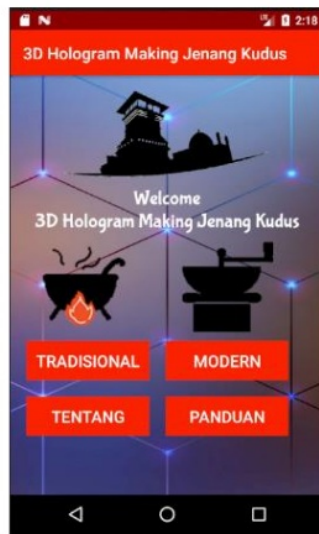 2:18
3D Hologram Making Jenang Kudus
Welcome
3D Hologram Making Jenang Kudus
TRADISIONAL
MODERN
TENTANG
PANDUAN